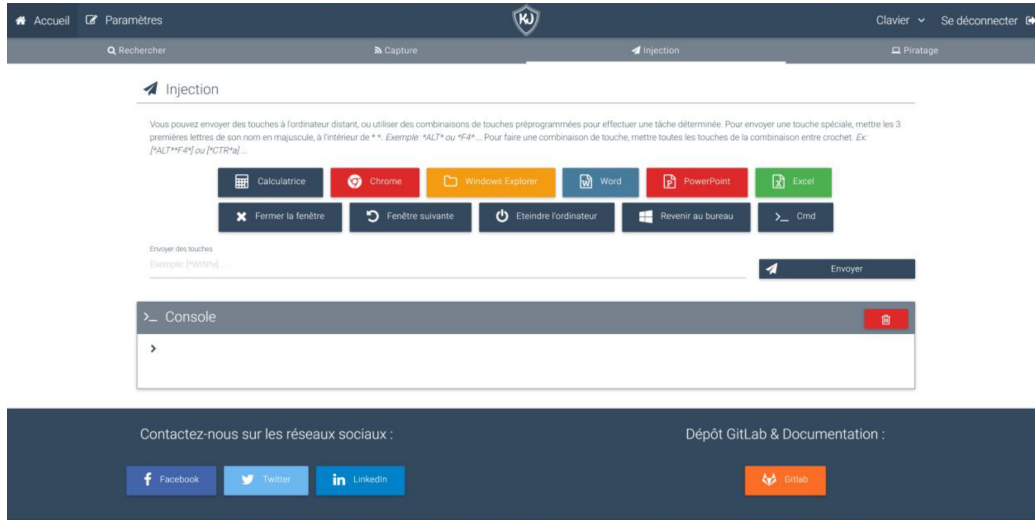 Accueil Paramètres KJ Clavier Se déconnecter
Rechercher Capture Injection Piratage
Injection
Vous pouvez envoyer des touches à l'ordinateur distant, ou utiliser des combinaisons de touches préprogrammées pour effectuer une tâche déterminée. Pour envoyer une touche spéciale, mettre les 3
premières lettres de son nom en majuscule, à l'intérieur de * *. Exemple: *ALT* ou *F4* ... Pour faire une combinaison de touche, mettre toutes les touches de la combinaison entre crochet. Ex:
[*ALT**F4*] ou [*CTR*a] ...
Calculatrice Chrome Windows Explorer Word PowerPoint Excel
Fermer la fenêtre Fenêtre suivante Eteindre l'ordinateur Revenir au bureau >_ Cmd
Envoyer des touches
Exemple: [*WIN*e] ...
Envoyer
>_ Console
>
Contactez-nous sur les réseaux sociaux : Dépôt GitLab & Documentation :
Facebook Twitter LinkedIn Gitlab